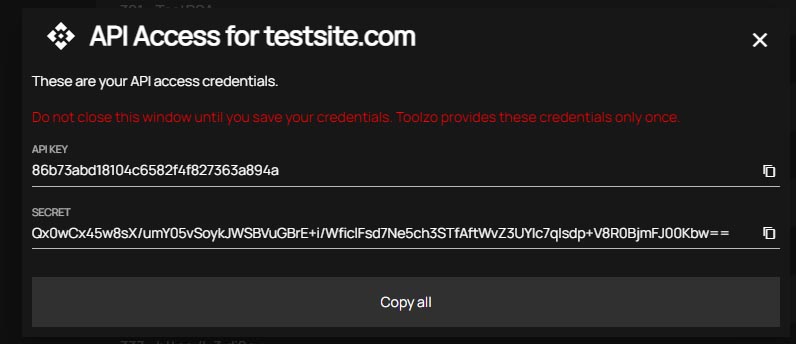 API Access for testsite.com
These are your API access credentials.
Do not close this window until you save your credentials. Toolzo provides these credentials only once.
API KEY
86b73abd18104c6582f4f827363a894a
SECRET
Qx0wCx45w8sX/umY05vSoykJWSBVuGBrE+i/WficlFsd7Ne5ch3STfAftWvZ3UYlc7qlsdp+V8R0BjmFJ00Kbw==
Copy all